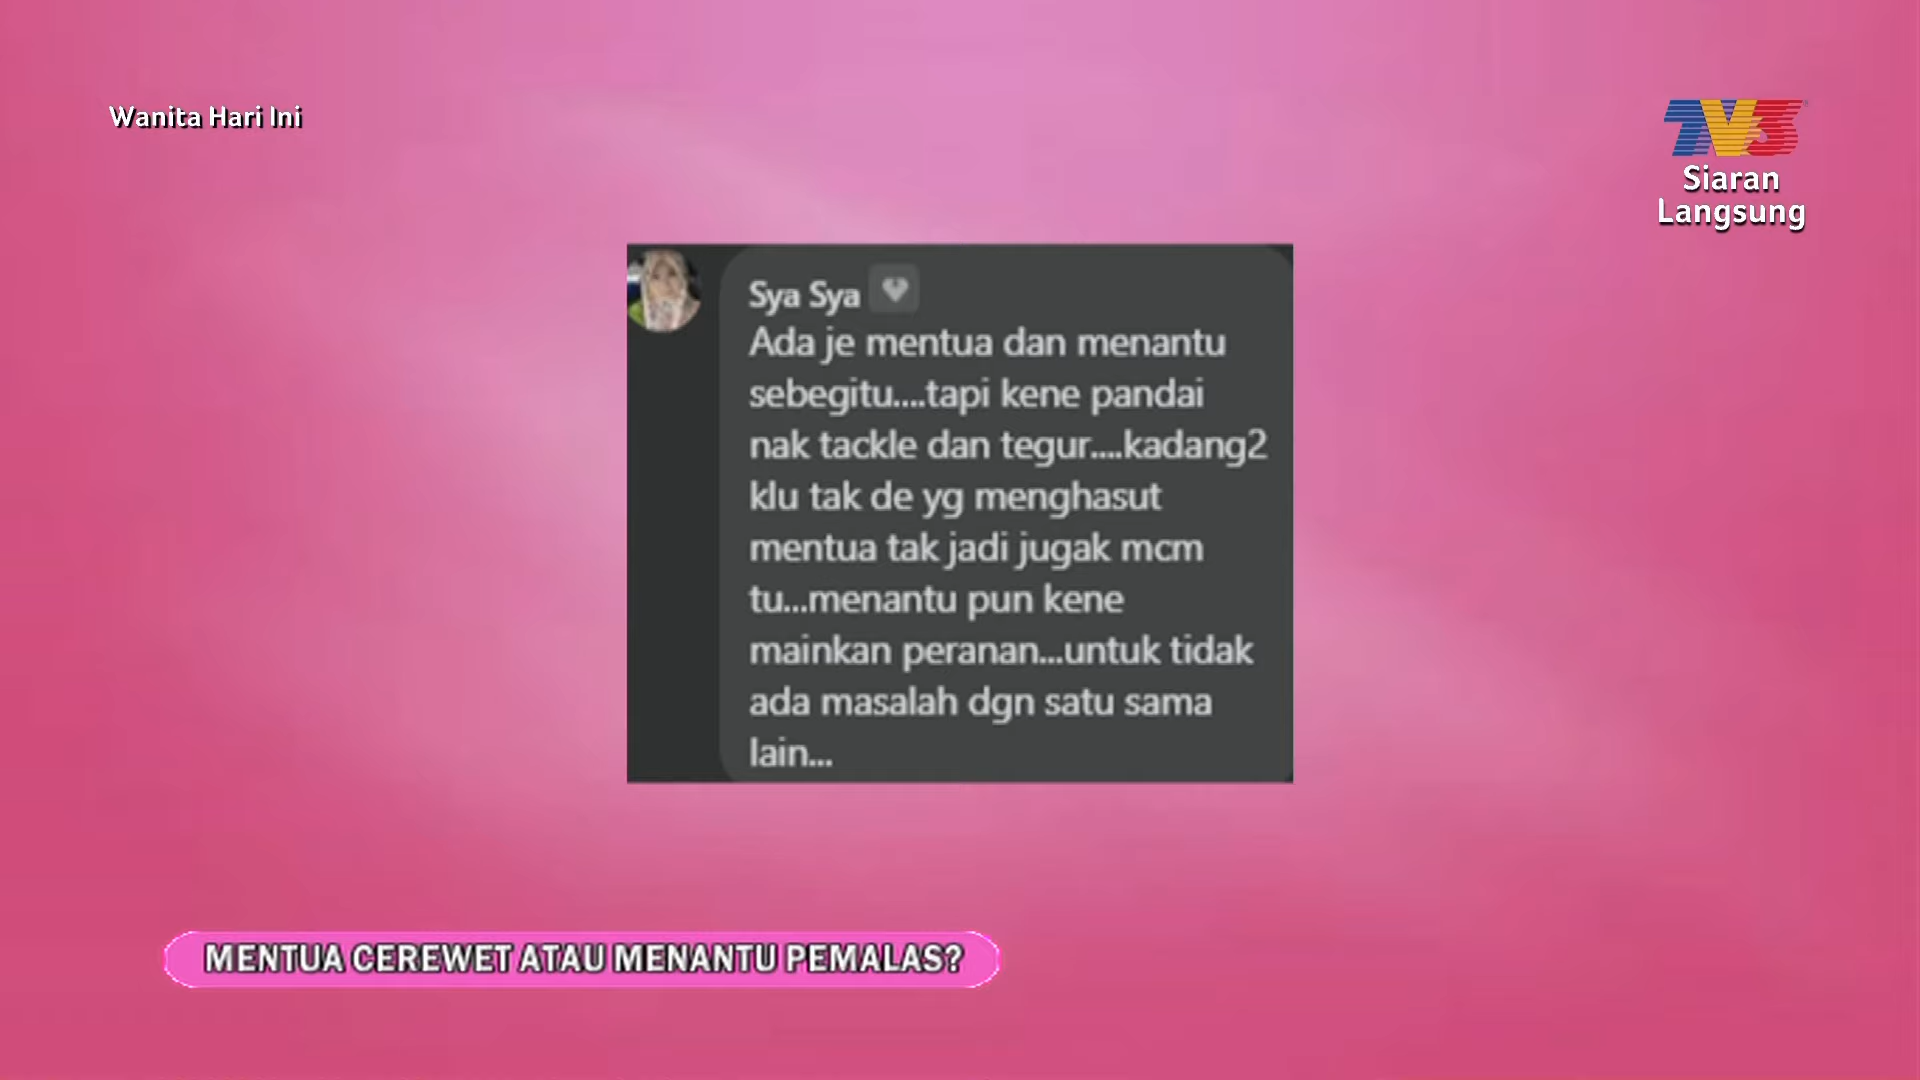 Wanita Hari Ini
TV3
Siaran
Langsung
Sya Sya
Ada je mentua dan menantu
sebegitu....tapi kene pandai
nak tackle dan tegur....kadang2
klu tak de yg menghasut
mentua tak jadi jugak mcm
tu...menantu pun kene
mainkan peranan...untuk tidak
ada masalah dgn satu sama
lain...
MENTUA CEREWET ATAU MENANTU PEMALAS?